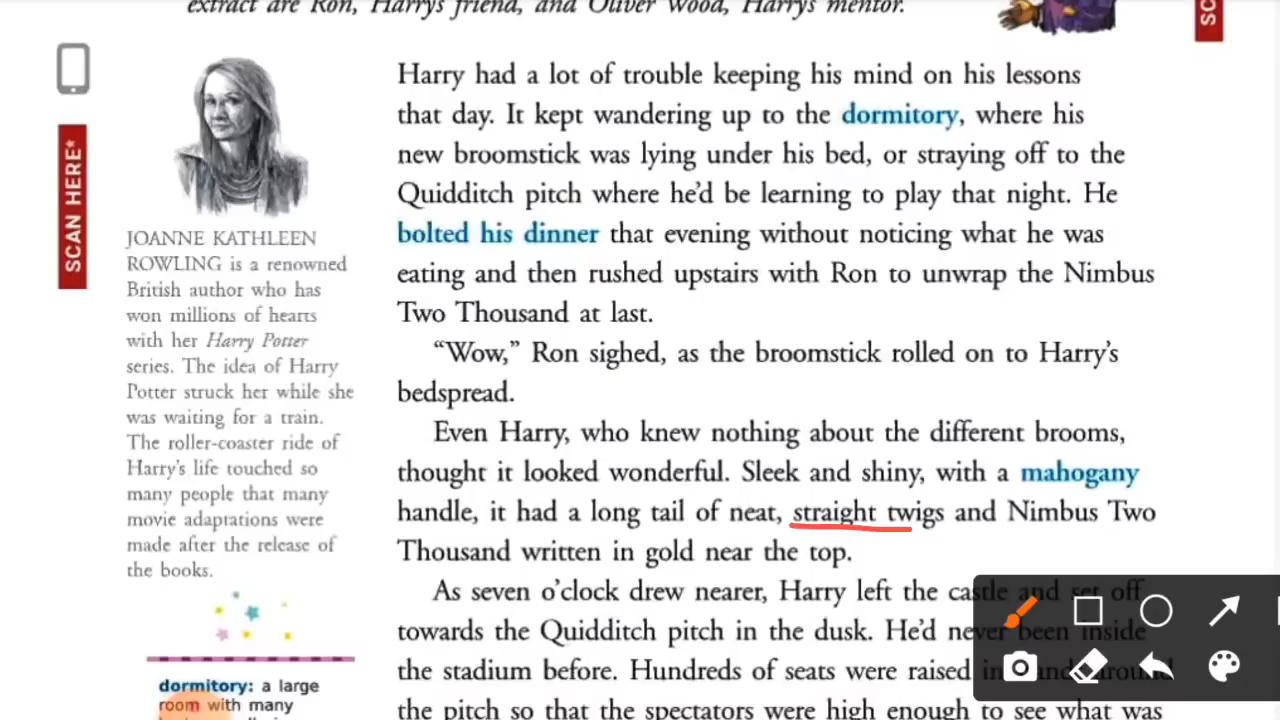 extract are Ron, Harrys friend, and Oliver Wood, Harrys mentor.
SC
SCAN HERE*
JOANNE KATHLEEN
ROWLING is a renowned
British author who has
won millions of hearts
with her Harry Potter
series. The idea of Harry
Potter struck her while she
was waiting for a train.
The roller-coaster ride of
Harry's life touched so
many people that many
movie adaptations were
made after the release of
the books.
dormitory: a large
room with many
Harry had a lot of trouble keeping his mind on his lessons
that day. It kept wandering up to the dormitory, where his
new broomstick was lying under his bed, or straying off to the
Quidditch pitch where he'd be learning to play that night. He
bolted his dinner that evening without noticing what he was
eating and then rushed upstairs with Ron to unwrap the Nimbus
Two Thousand at last.
“Wow,” Ron sighed, as the broomstick rolled on to Harry's
bedspread.
Even Harry, who knew nothing about the different brooms,
thought it looked wonderful. Sleek and shiny, with a mahogany
handle, it had a long tail of neat, straight twigs and Nimbus Two
Thousand written in gold near the top.
As seven o'clock drew nearer, Harry left the castle and set off
towards the Quidditch pitch in the dusk. He'd never been inside
the stadium before. Hundreds of seats were raised in stands around
the pitch so that the spectators were high enough to see what was